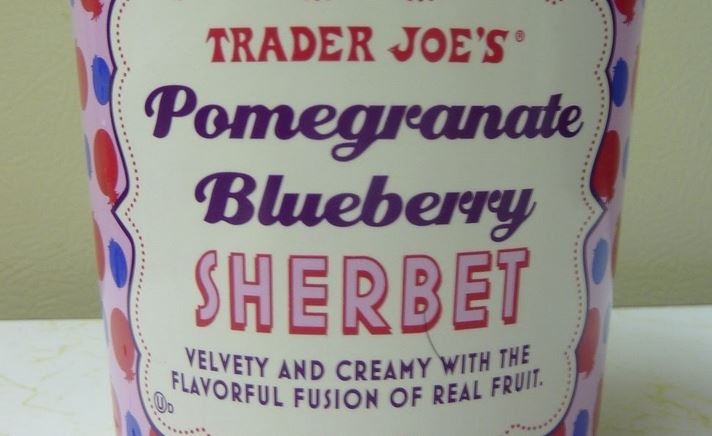 TRADER JOE'S®
Pomegranate
Blueberry
SHERBET
VELVETY AND CREAMY WITH THE
FLAVORFUL FUSION OF REAL FRUIT.
Ⓤ D